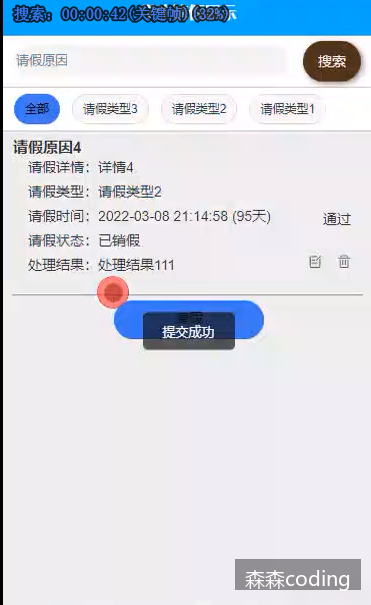 搜索: 00:00:42(关键帧)(32%)
请假原因
搜索
全部
请假类型3
请假类型2
请假类型1
请假原因4
请假详情：详情4
请假类型：请假类型2
请假时间：2022-03-08 21:14:58 (95天)
通过
请假状态：已销假
处理结果：处理结果111
提交成功
森森coding